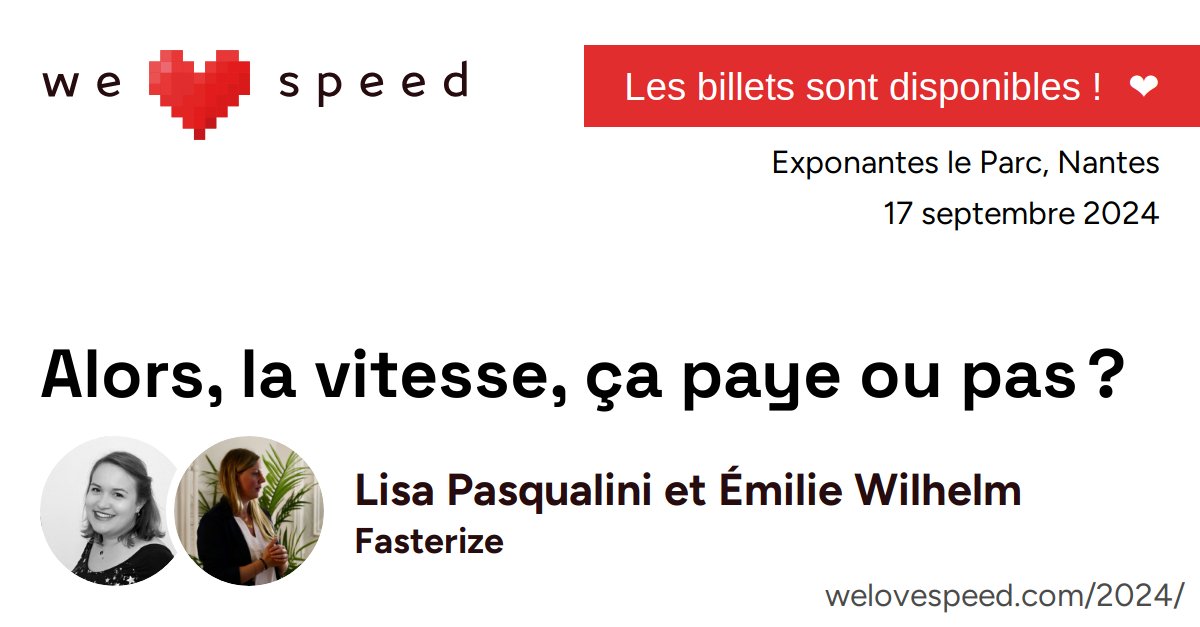 we speed
Les billets sont disponibles ! ❤
Exponantes le Parc, Nantes
17 septembre 2024
Alors, la vitesse, ça paye ou pas ?
Lisa Pasqualini et Émilie Wilhelm
Fasterize
welovespeed.com/2024/